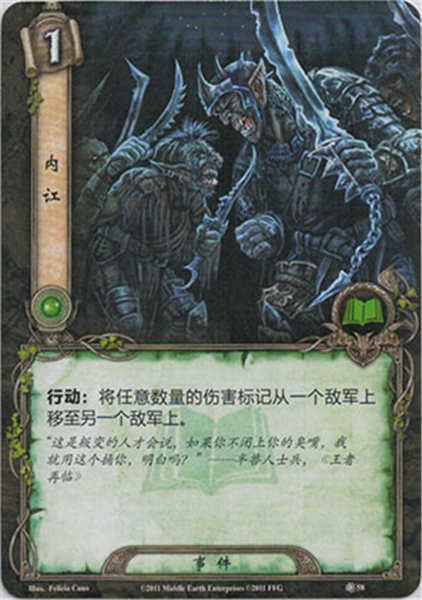 1
内讧
行动：将任意数量的伤害标记从一个敌军上
移至另一个敌军上。
“这是叛变的人才会说，如果你不闭上你的臭嘴，我
就用这个捅你，明白吗？”——半兽人士兵，《王者
再临》
事件
Illus. Felicia Cano
©2011 Middle Earth Enterprises ©2011 FFG
58